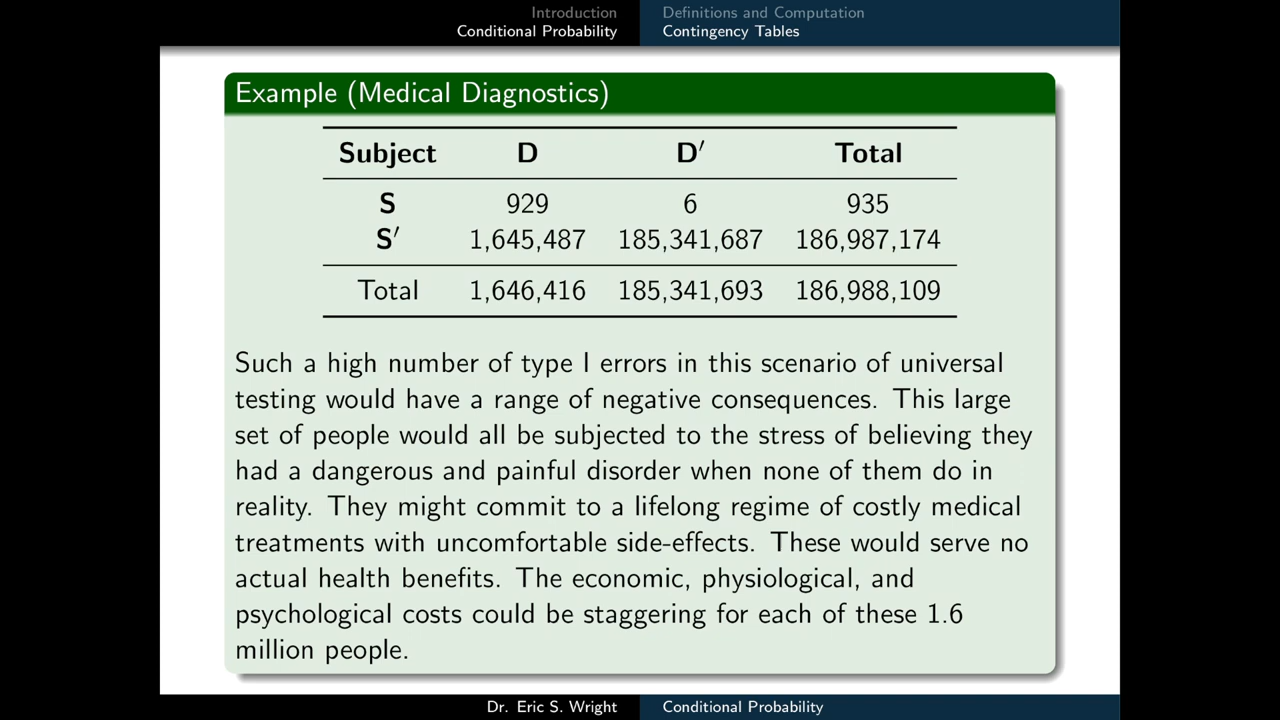 Introduction
Conditional Probability
Definitions and Computation
Contingency Tables
Example (Medical Diagnostics)
Subject D D′ Total
S 929 6 935
S′ 1,645,487 185,341,687 186,987,174
Total 1,646,416 185,341,693 186,988,109
Such a high number of type I errors in this scenario of universal
testing would have a range of negative consequences. This large
set of people would all be subjected to the stress of believing they
had a dangerous and painful disorder when none of them do in
reality. They might commit to a lifelong regime of costly medical
treatments with uncomfortable side-effects. These would serve no
actual health benefits. The economic, physiological, and
psychological costs could be staggering for each of these 1.6
million people.
Dr. Eric S. Wright
Conditional Probability